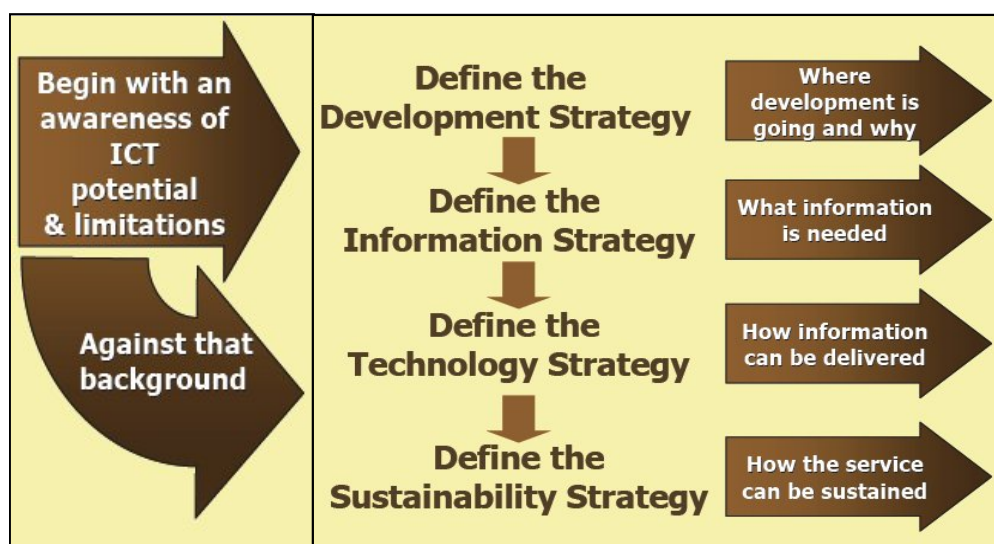 Begin with an
awareness of
ICT
potential
& limitations
Against that
background
Define the
Development Strategy
Where
development is
going and why
Define the
Information Strategy
What information
is needed
Define the
Technology Strategy
How information
can be delivered
Define the
Sustainability Strategy
How the service
can be sustained